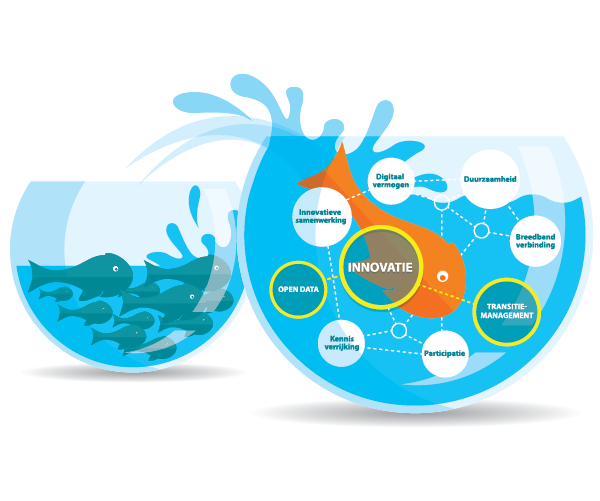 Digitaal
vermogen
Duurzaamheid
Innovatieve
samenwerking
Breedband
verbinding
INNOVATIE
OPEN DATA
TRANSITIE-
MANAGEMENT
Kennis
verrijking
Participatie